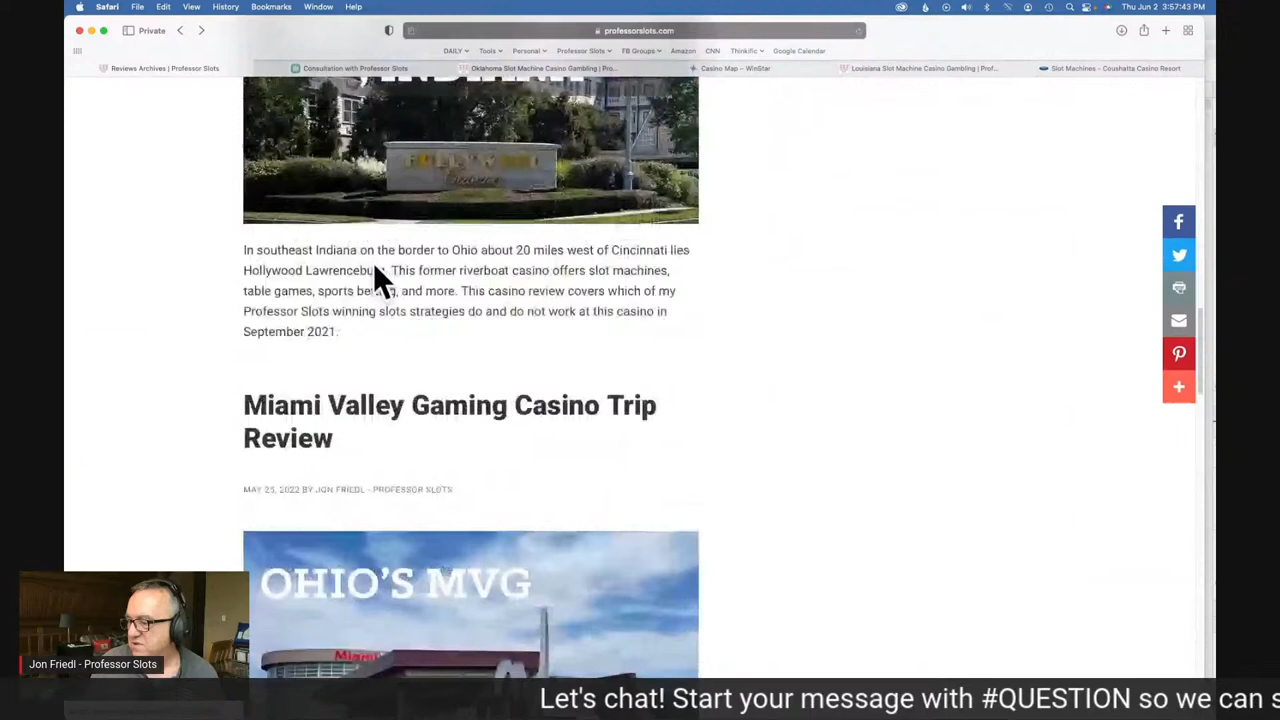 Safari File Edit View History Bookmarks Window Help Thu Jun 2 3:57:43 PM
Private professorslots.com
DAILY Tools Personal Professor Slots FB Groups Amazon CNN Thinkific Google Calendar
Reviews Archives | Professor Slots Consultation with Professor Slots Oklahoma Slot Machine Casino Gambling | Pro... Casino Map – WinStar Louisiana Slot Machine Casino Gambling | Prof... Slot Machines – Coushatta Casino Resort
In southeast Indiana on the border to Ohio about 20 miles west of Cincinnati lies
Hollywood This former riverboat casino offers slot machines,
table games, sports and more. This casino review covers which of my
Professor Slots winning slots strategies do and do not work at this casino in
September 2021.
Miami Valley Gaming Casino Trip
Review
MAY 25, 2022 BY JON FRIEDL - PROFESSOR SLOTS
OHIO'S MVG
Miami
Jon Friedl - Professor Slots
Let's chat! Start your message with #QUESTION so we can